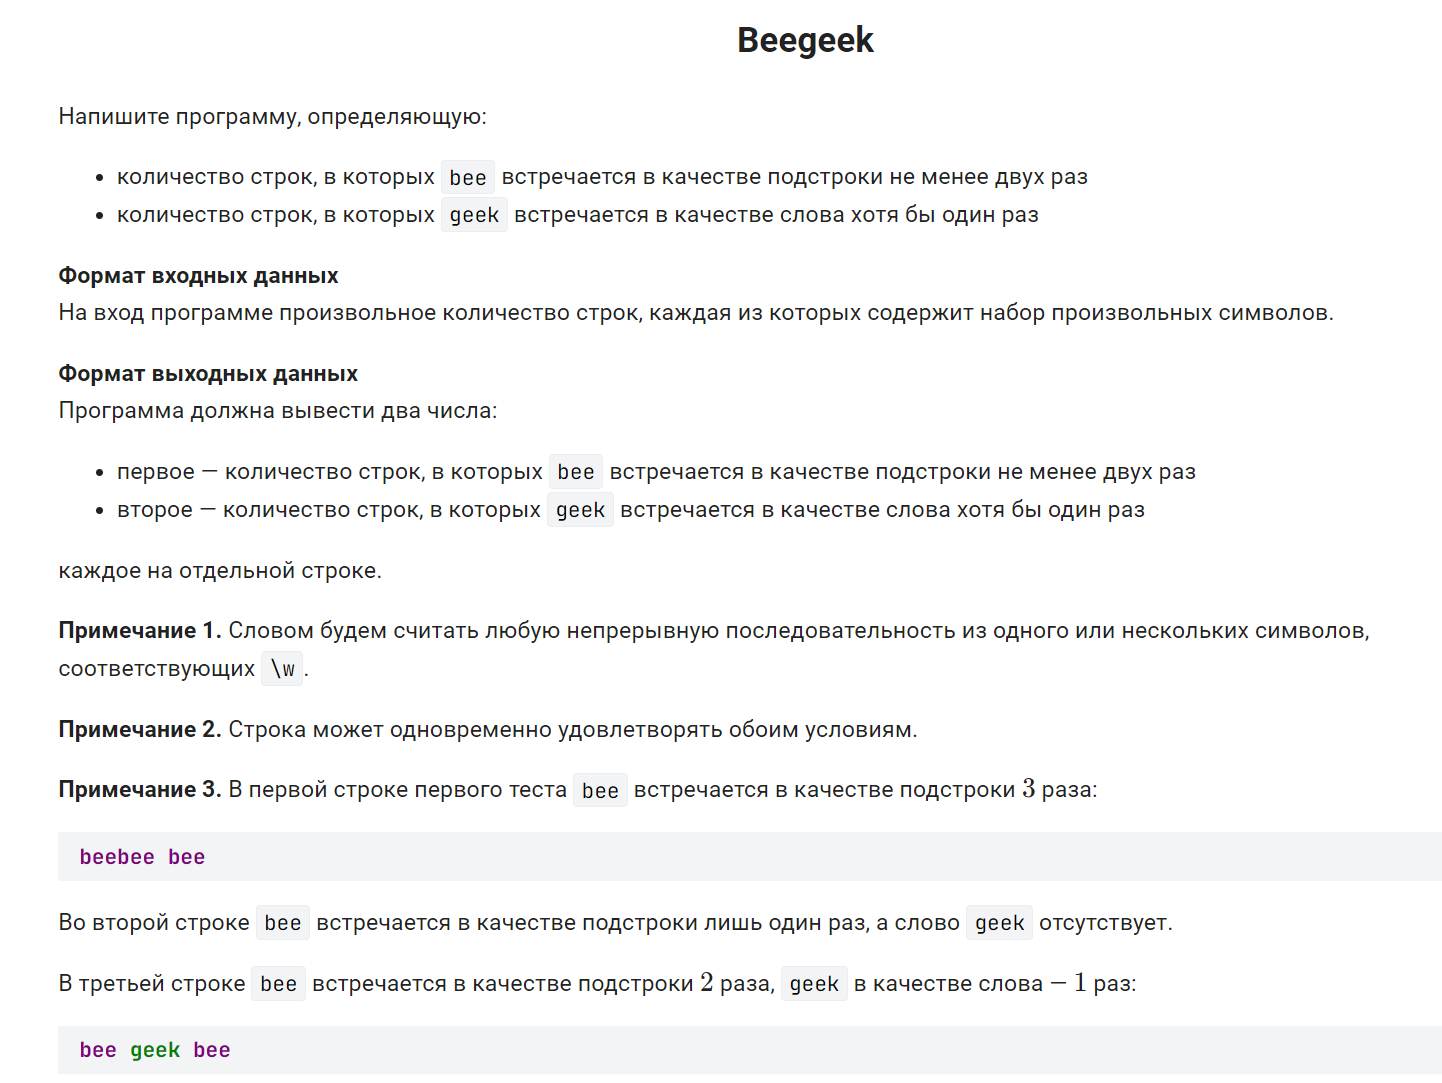 Beegeek
Напишите программу, определяющую:
• количество строк, в которых bee встречается в качестве подстроки не менее двух раз
• количество строк, в которых geek встречается в качестве слова хотя бы один раз
Формат входных данных
На вход программе произвольное количество строк, каждая из которых содержит набор произвольных символов.
Формат выходных данных
Программа должна вывести два числа:
• первое — количество строк, в которых bee встречается в качестве подстроки не менее двух раз
• второе — количество строк, в которых geek встречается в качестве слова хотя бы один раз
каждое на отдельной строке.
Примечание 1. Словом будем считать любую непрерывную последовательность из одного или нескольких символов,
соответствующих \w.
Примечание 2. Строка может одновременно удовлетворять обоим условиям.
Примечание 3. В первой строке первого теста bee встречается в качестве подстроки 3 раза:
beebee bee
Во второй строке bee встречается в качестве подстроки лишь один раз, а слово geek отсутствует.
В третьей строке bee встречается в качестве подстроки 2 раза, geek в качестве слова – 1 раз:
bee geek bee